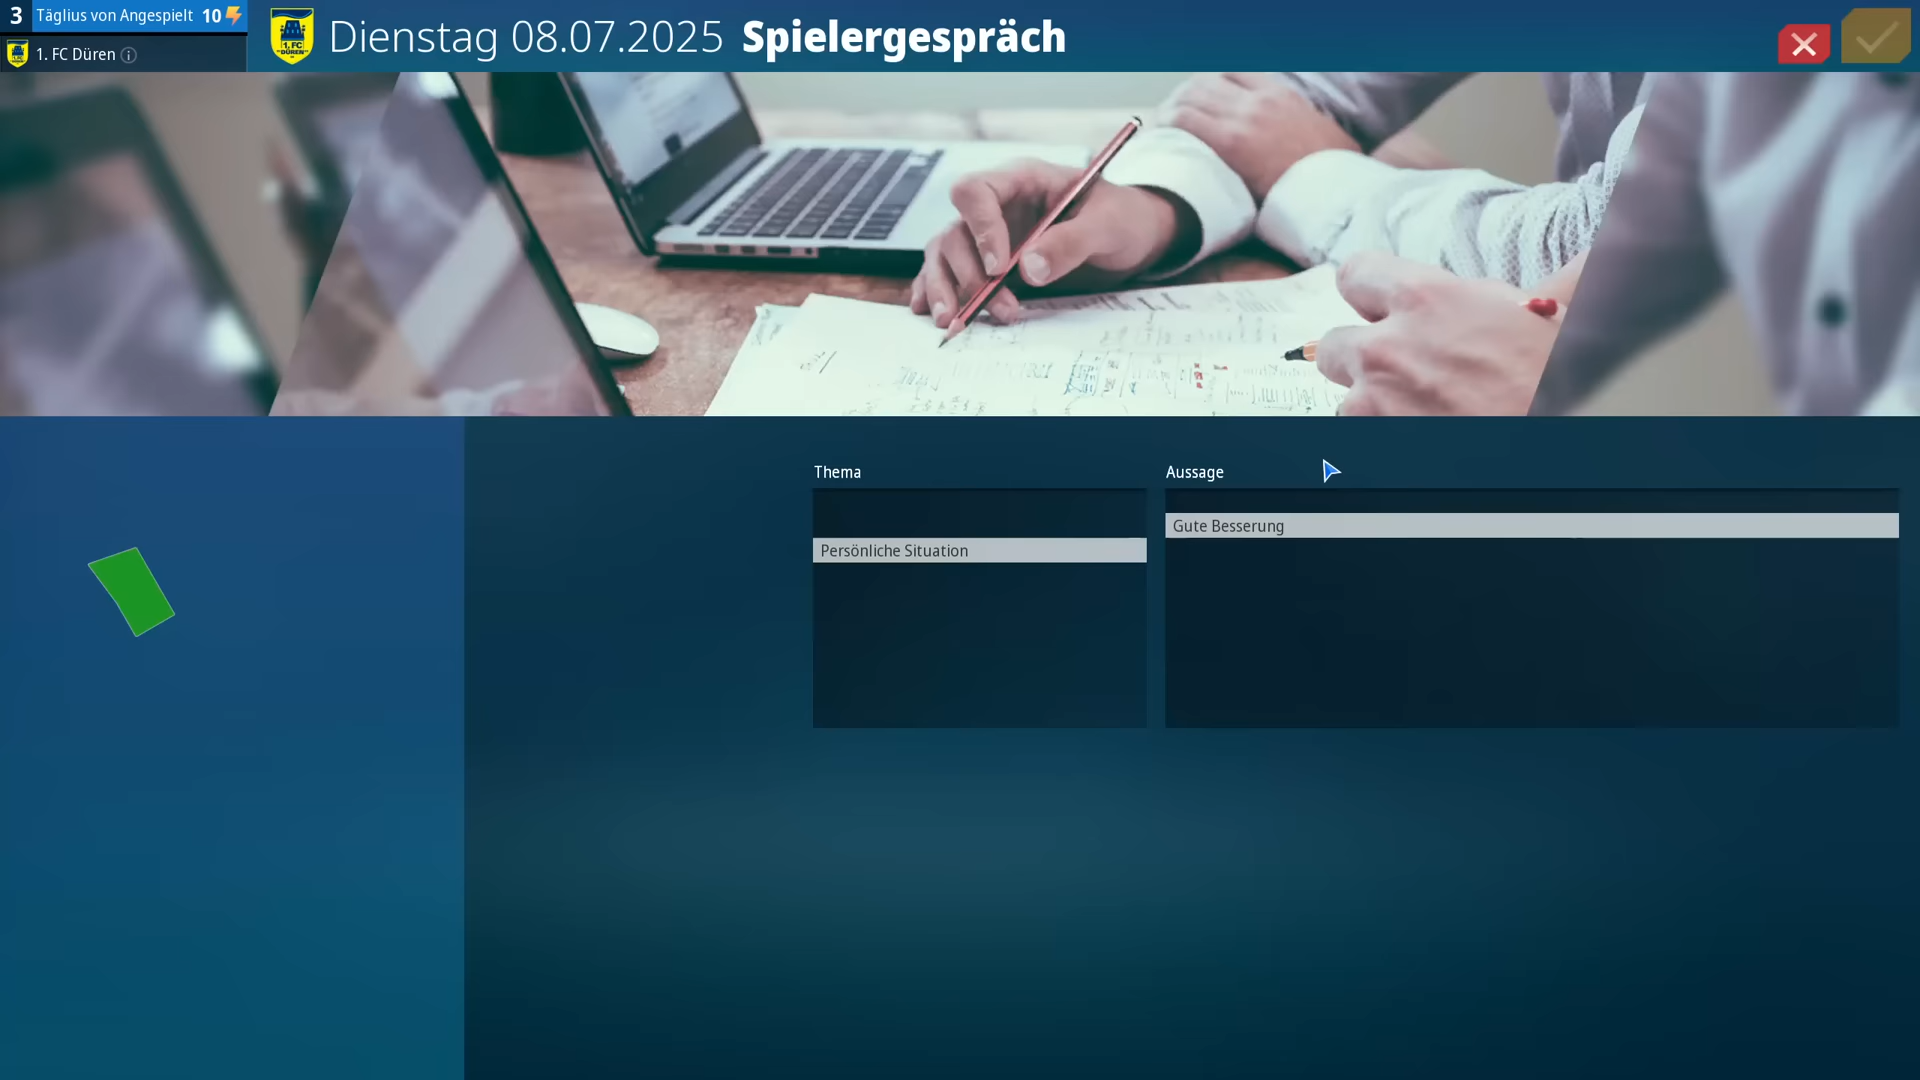 3 Täglius von Angespielt 10
1. FC Düren
Dienstag 08.07.2025 Spielergespräch
Thema
Aussage
Gute Besserung
Persönliche Situation